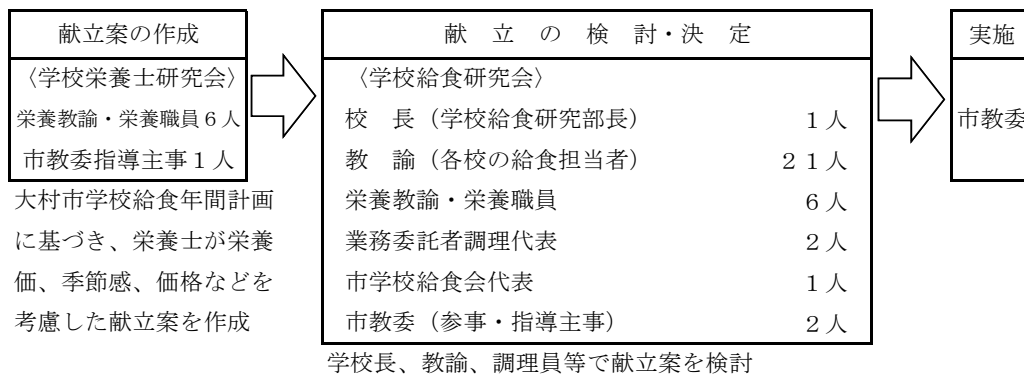 献立案の作成
〈学校栄養士研究会〉
栄養教諭・栄養職員6人
市教委指導主事1人
大村市学校給食年間計画
に基づき、栄養士が栄養
価、季節感、価格などを
考慮した献立案を作成
献 立 の 検 討・決 定
〈学校給食研究会〉
校 長(学校給食研究部長) 1人
教 諭(各校の給食担当者) 21人
栄養教諭・栄養職員 6人
業務委託者調理代表 2人
市学校給食会代表 1人
市教委(参事・指導主事) 2人
学校長、教諭、調理員等で献立案を検討
実施
市教委